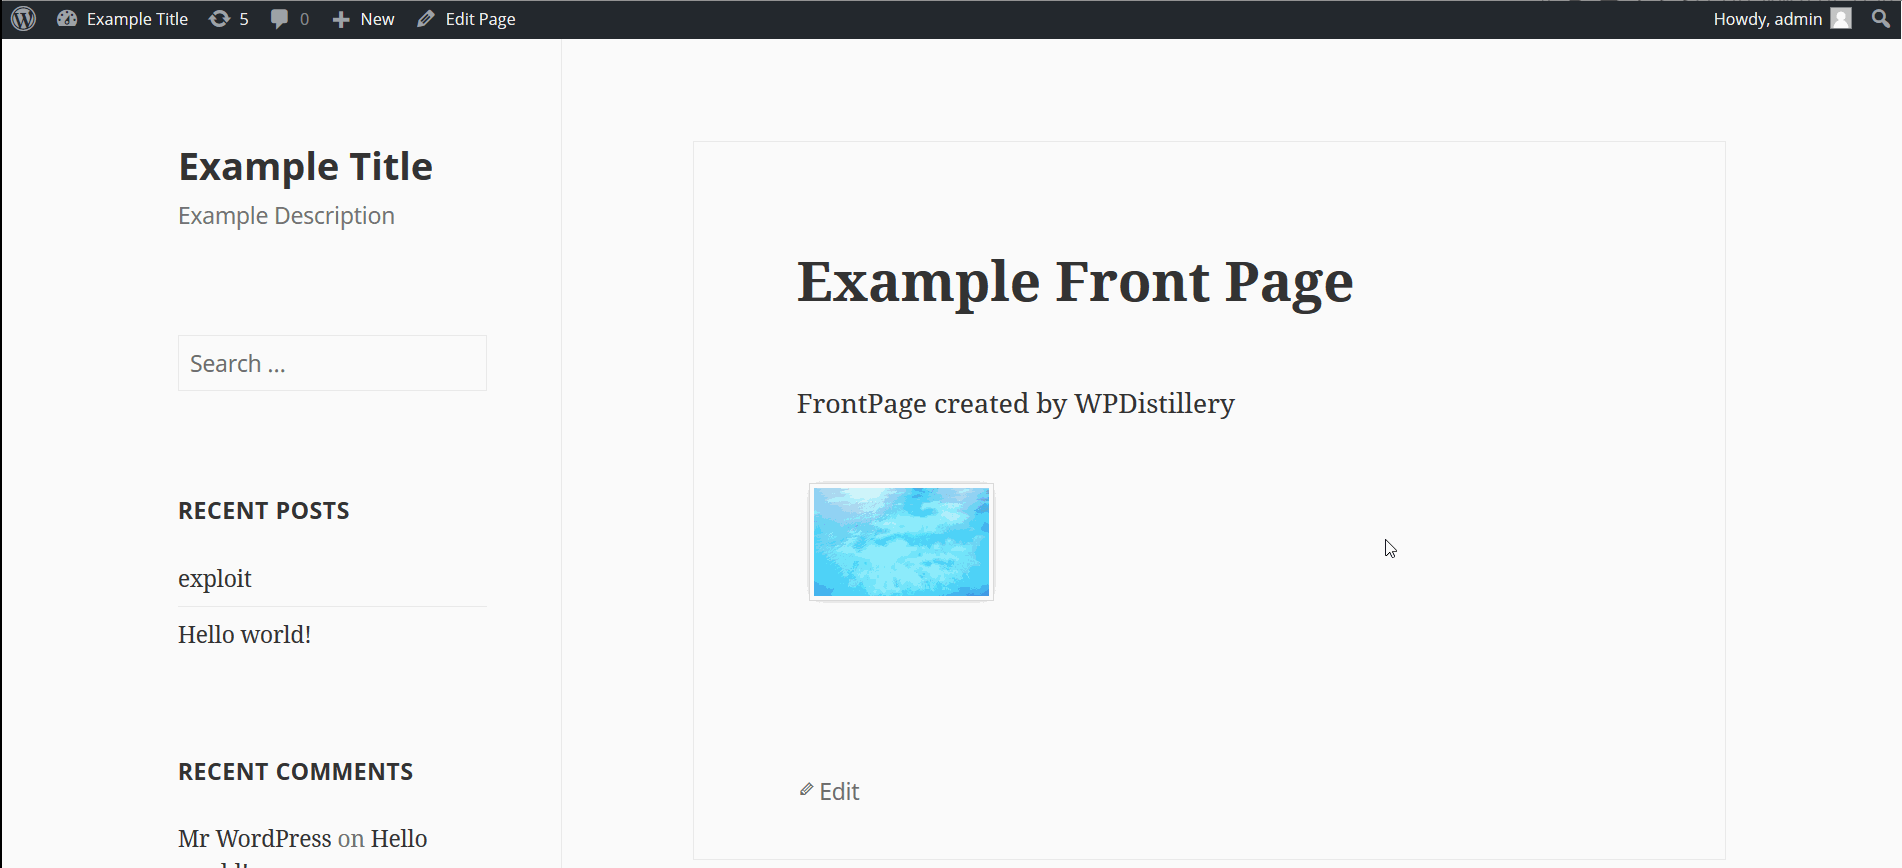 Example Title 5 0 New Edit Page Howdy, admin
Example Title
Example Description
Search ...
RECENT POSTS
exploit
Hello world!
RECENT COMMENTS
Mr WordPress on Hello
Example Front Page
FrontPage created by WPDistillery
Edit